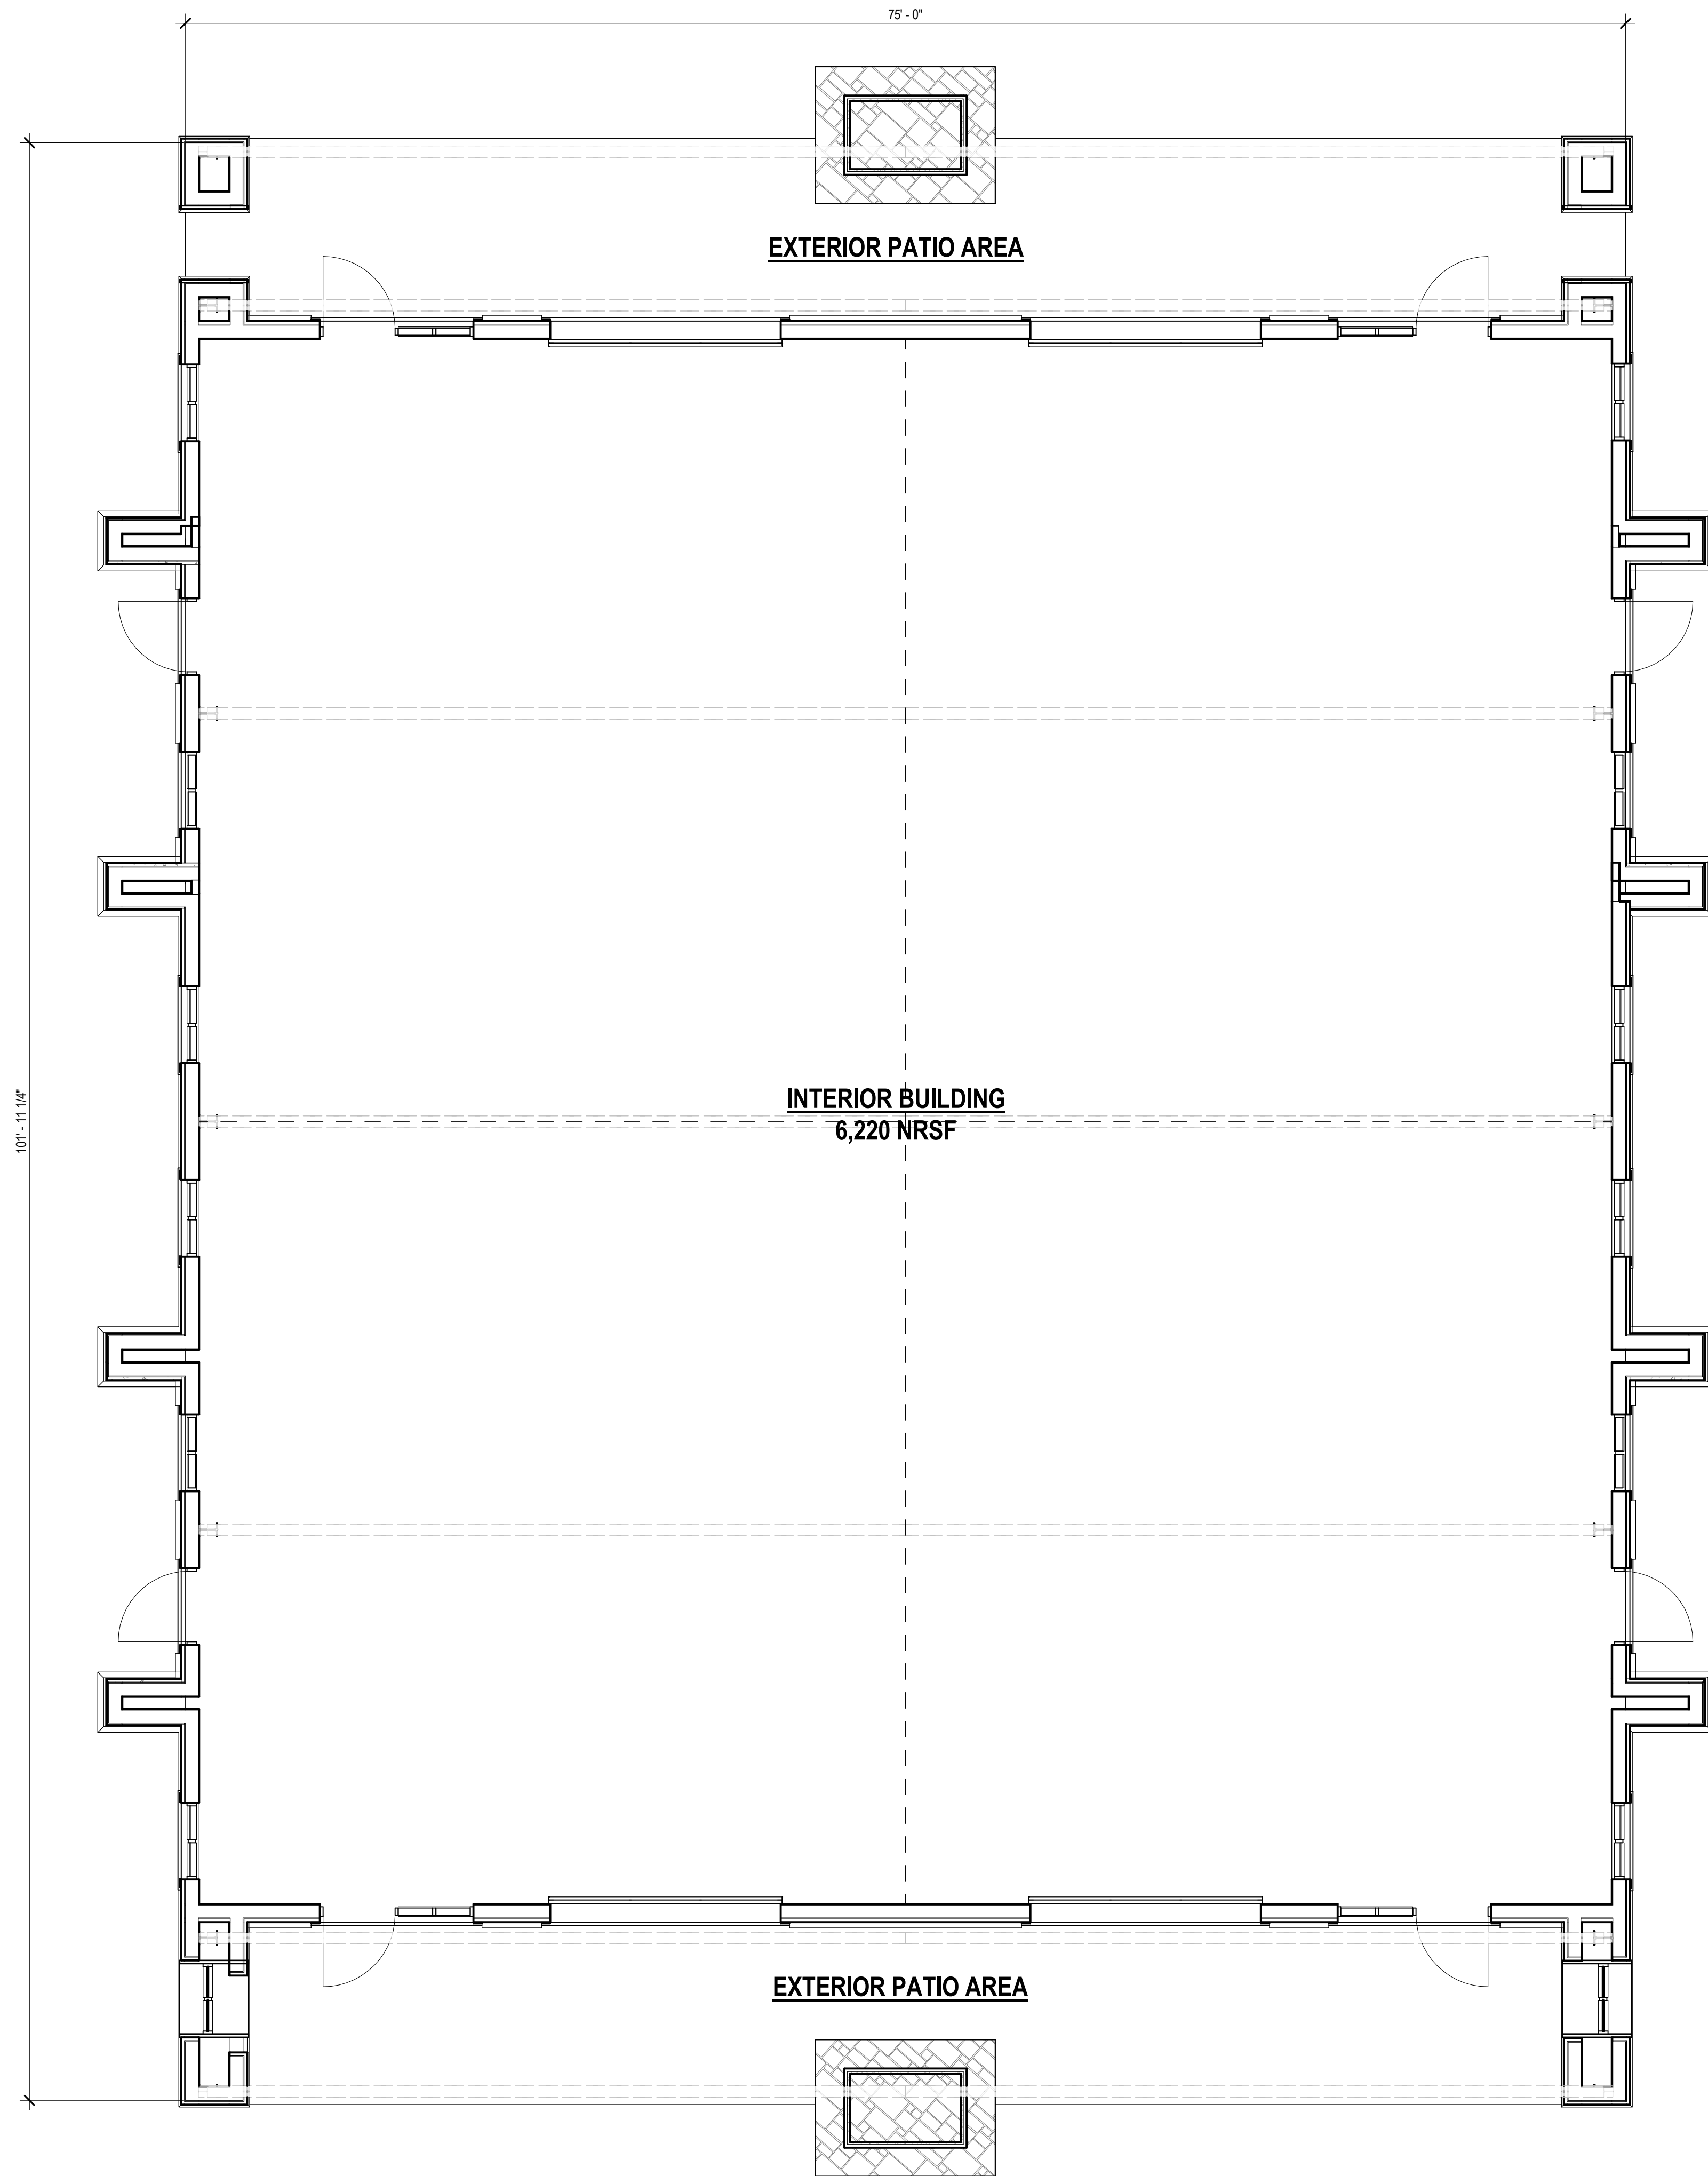 75' - 0"
EXTERIOR PATIO AREA
101' - 11 1/4"
INTERIOR BUILDING
6,220 NRSF
EXTERIOR PATIO AREA